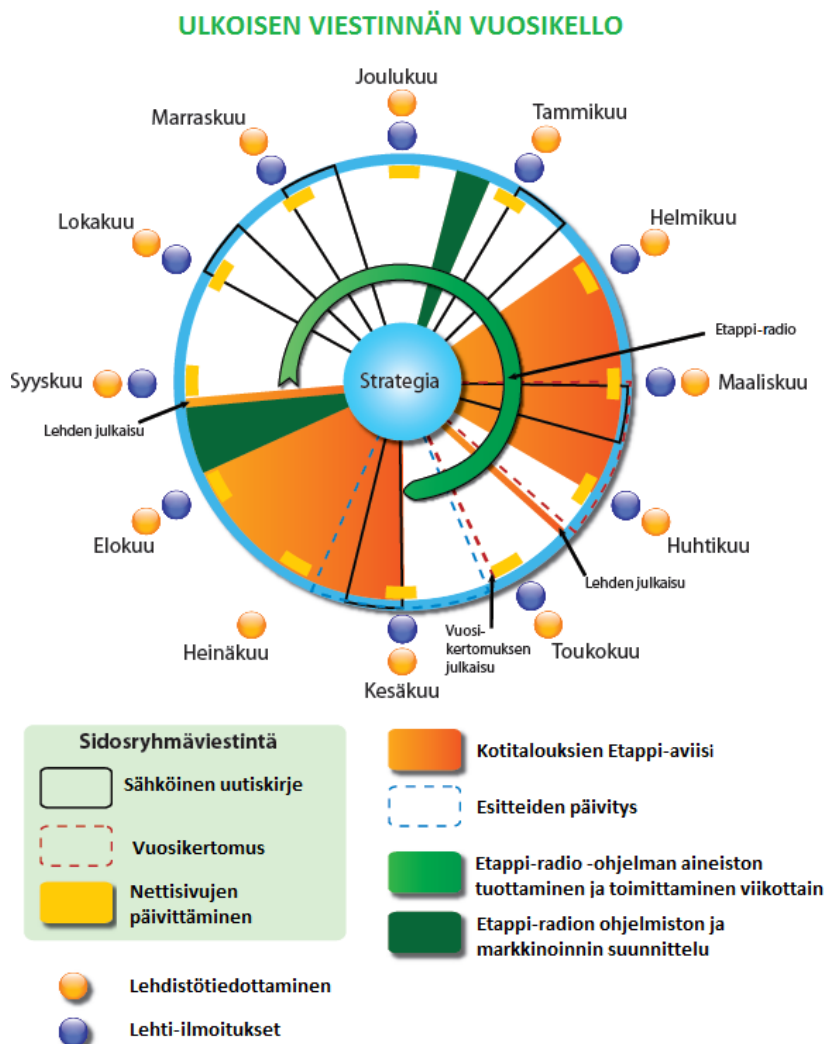 ULKOISEN VIESTINNÄN VUOSIKELLO
Joulukuu
Tammikuu
Marraskuu
Helmikuu
Lokakuu
Etappi-radio
Strategia
Maaliskuu
Syyskuu
Lehden julkaisu
Elokuu
Huhtikuu
Lehden julkaisu
Vuosi-
kertomuksen
julkaisu
Toukokuu
Heinäkuu
Kesäkuu
Sidosryhmäviestintä
Sähköinen uutiskirje
Vuosikertomus
Nettisivujen
päivittäminen
Kotitalouksien Etappi-aviisi
Esitteiden päivitys
Etappi-radio -ohjelman aineiston
tuottaminen ja toimittaminen viikottain
Etappi-radion ohjelmiston ja
markkinoinnin suunnittelu
Lehdistötiedottaminen
Lehti-ilmoitukset